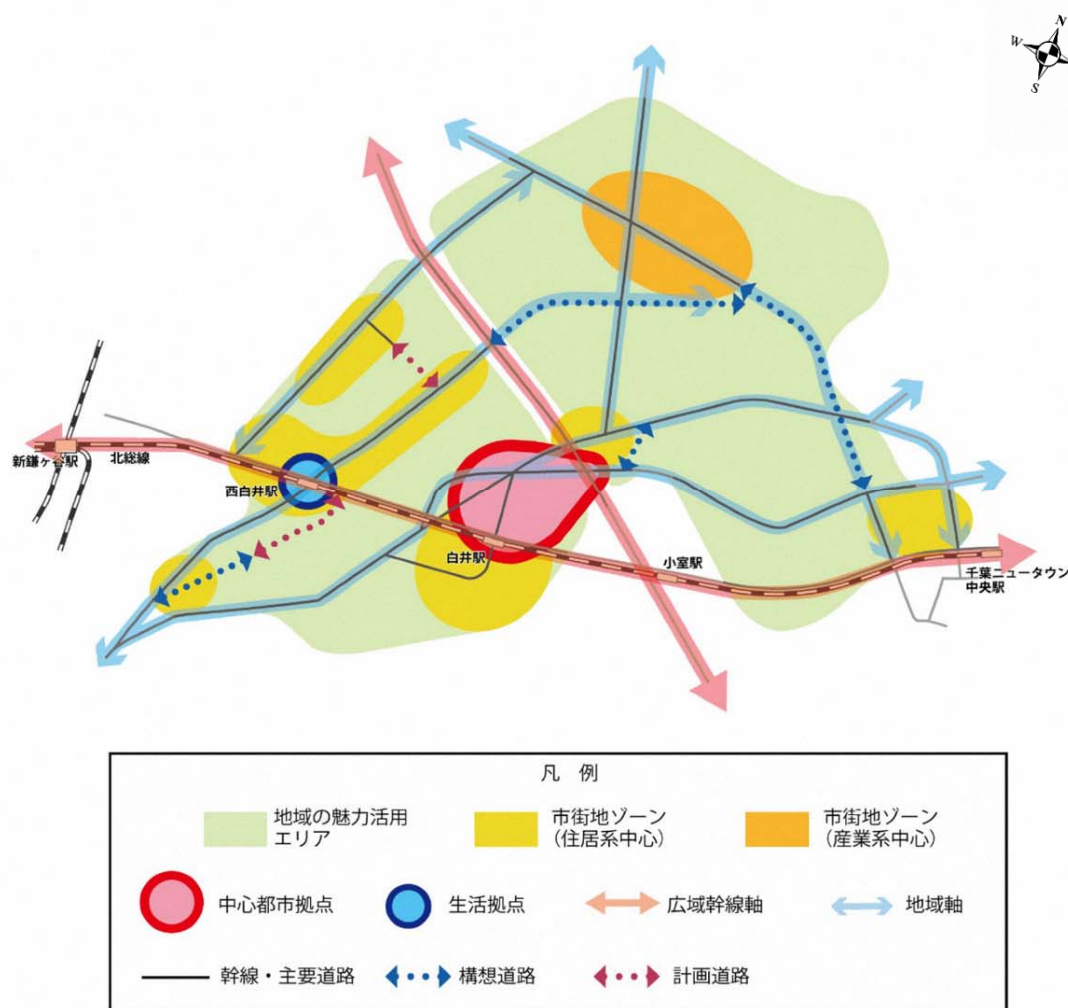 N
W
S
新鎌ヶ谷駅
北総線
西白井駅
白井駅
小室駅
千葉ニュータウン
中央駅
凡 例
地域の魅力活用
エリア
市街地ゾーン
（住居系中心）
市街地ゾーン
（産業系中心）
中心都市拠点
生活拠点
広域幹線軸
地域軸
幹線・主要道路
構想道路
計画道路